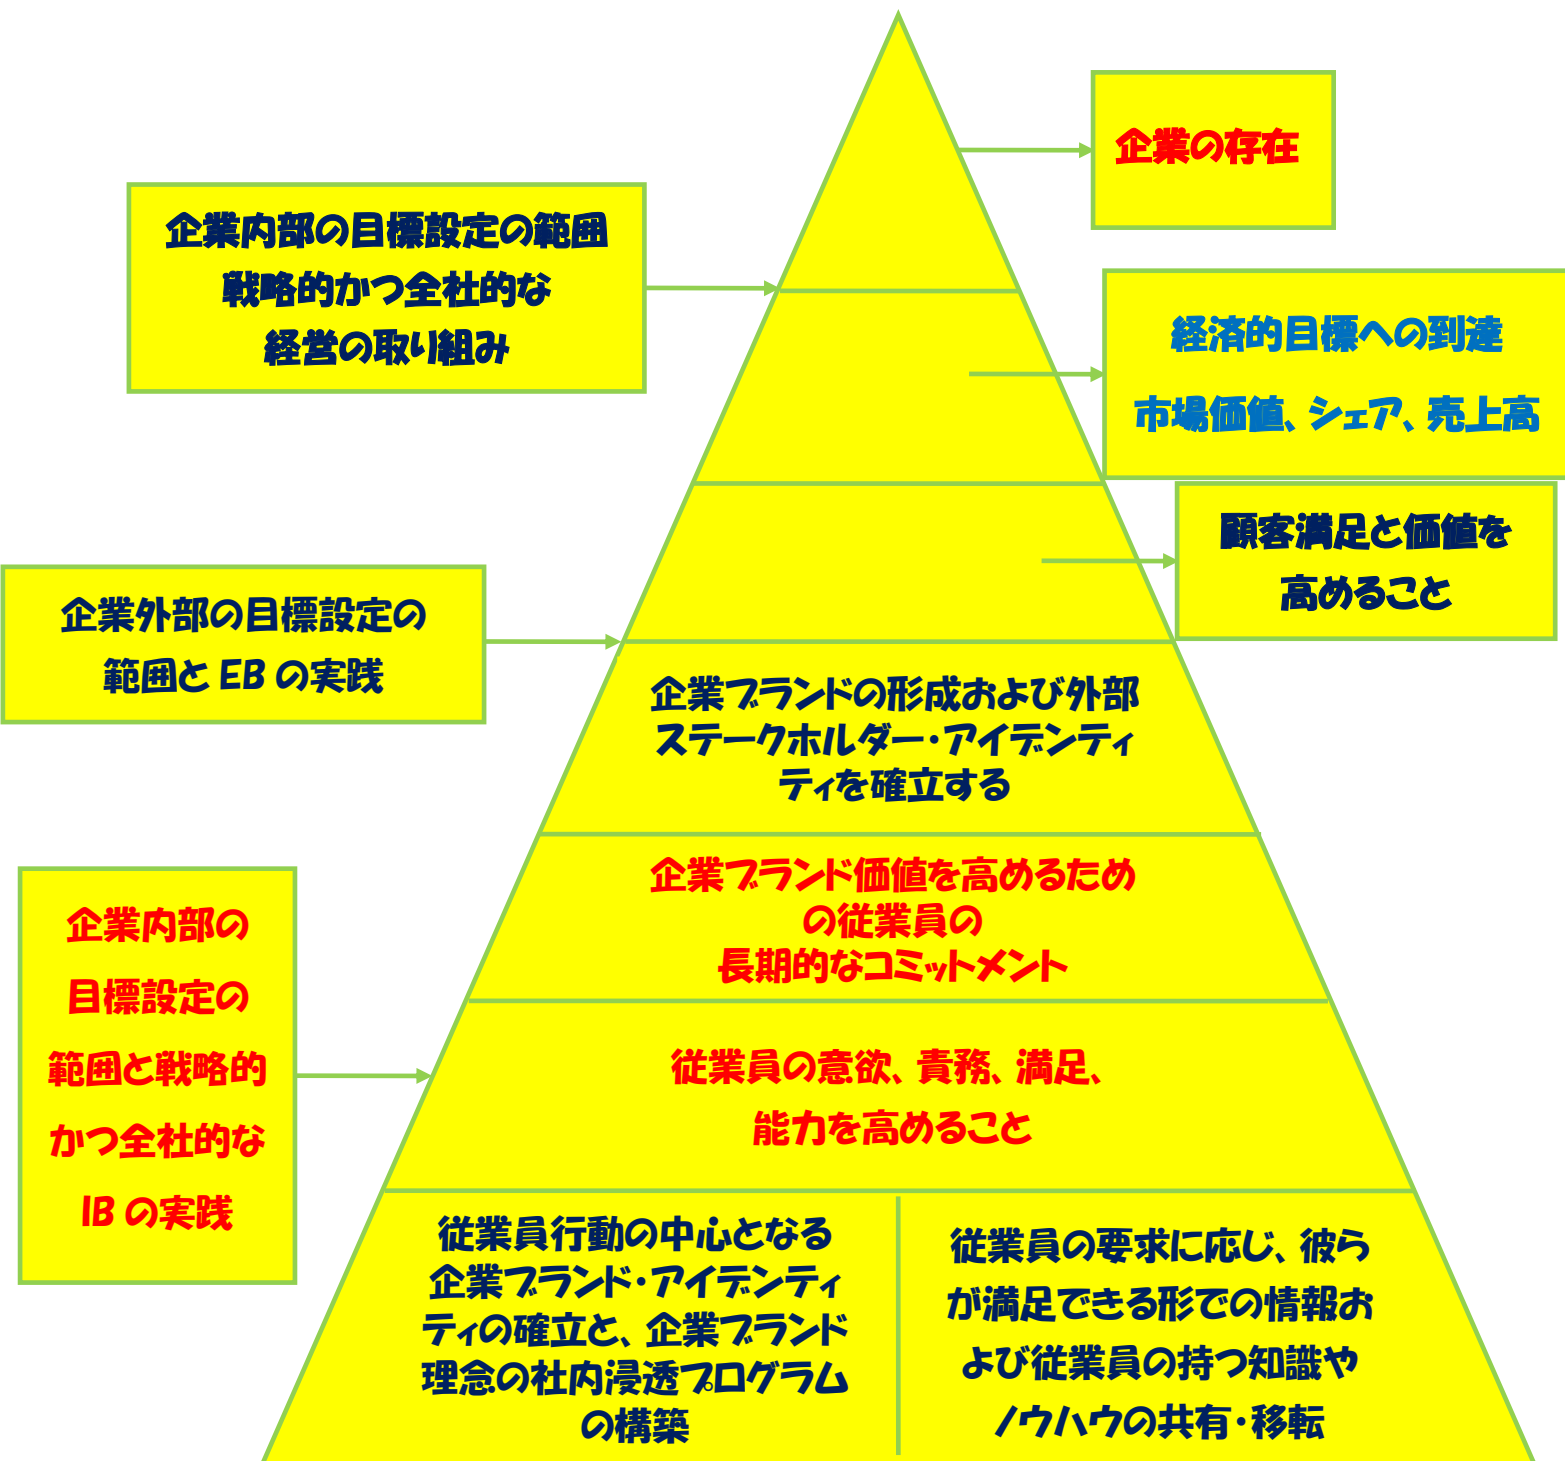 企業の存在
企業内部の目標設定の範囲
戦略的かつ全社的な
経営の取り組み
経済的目標への到達
市場価値、シェア、売上高
顧客満足と価値を
高めること
企業外部の目標設定の
範囲と EB の実践
企業ブランドの形成および外部
ステークホルダー・アイデンティ
ティを確立する
企業ブランド価値を高めるため
の従業員の
長期的なコミットメント
企業内部の
目標設定の
範囲と戦略的
かつ全社的な
IB の実践
従業員の意欲、責務、満足、
能力を高めること
従業員行動の中心となる
企業ブランド・アイデンティ
ティの確立と、企業ブランド
理念の社内浸透プログラム
の構築
従業員の要求に応じ、彼ら
が満足できる形での情報お
よび従業員の持つ知識や
ノウハウの共有・移転